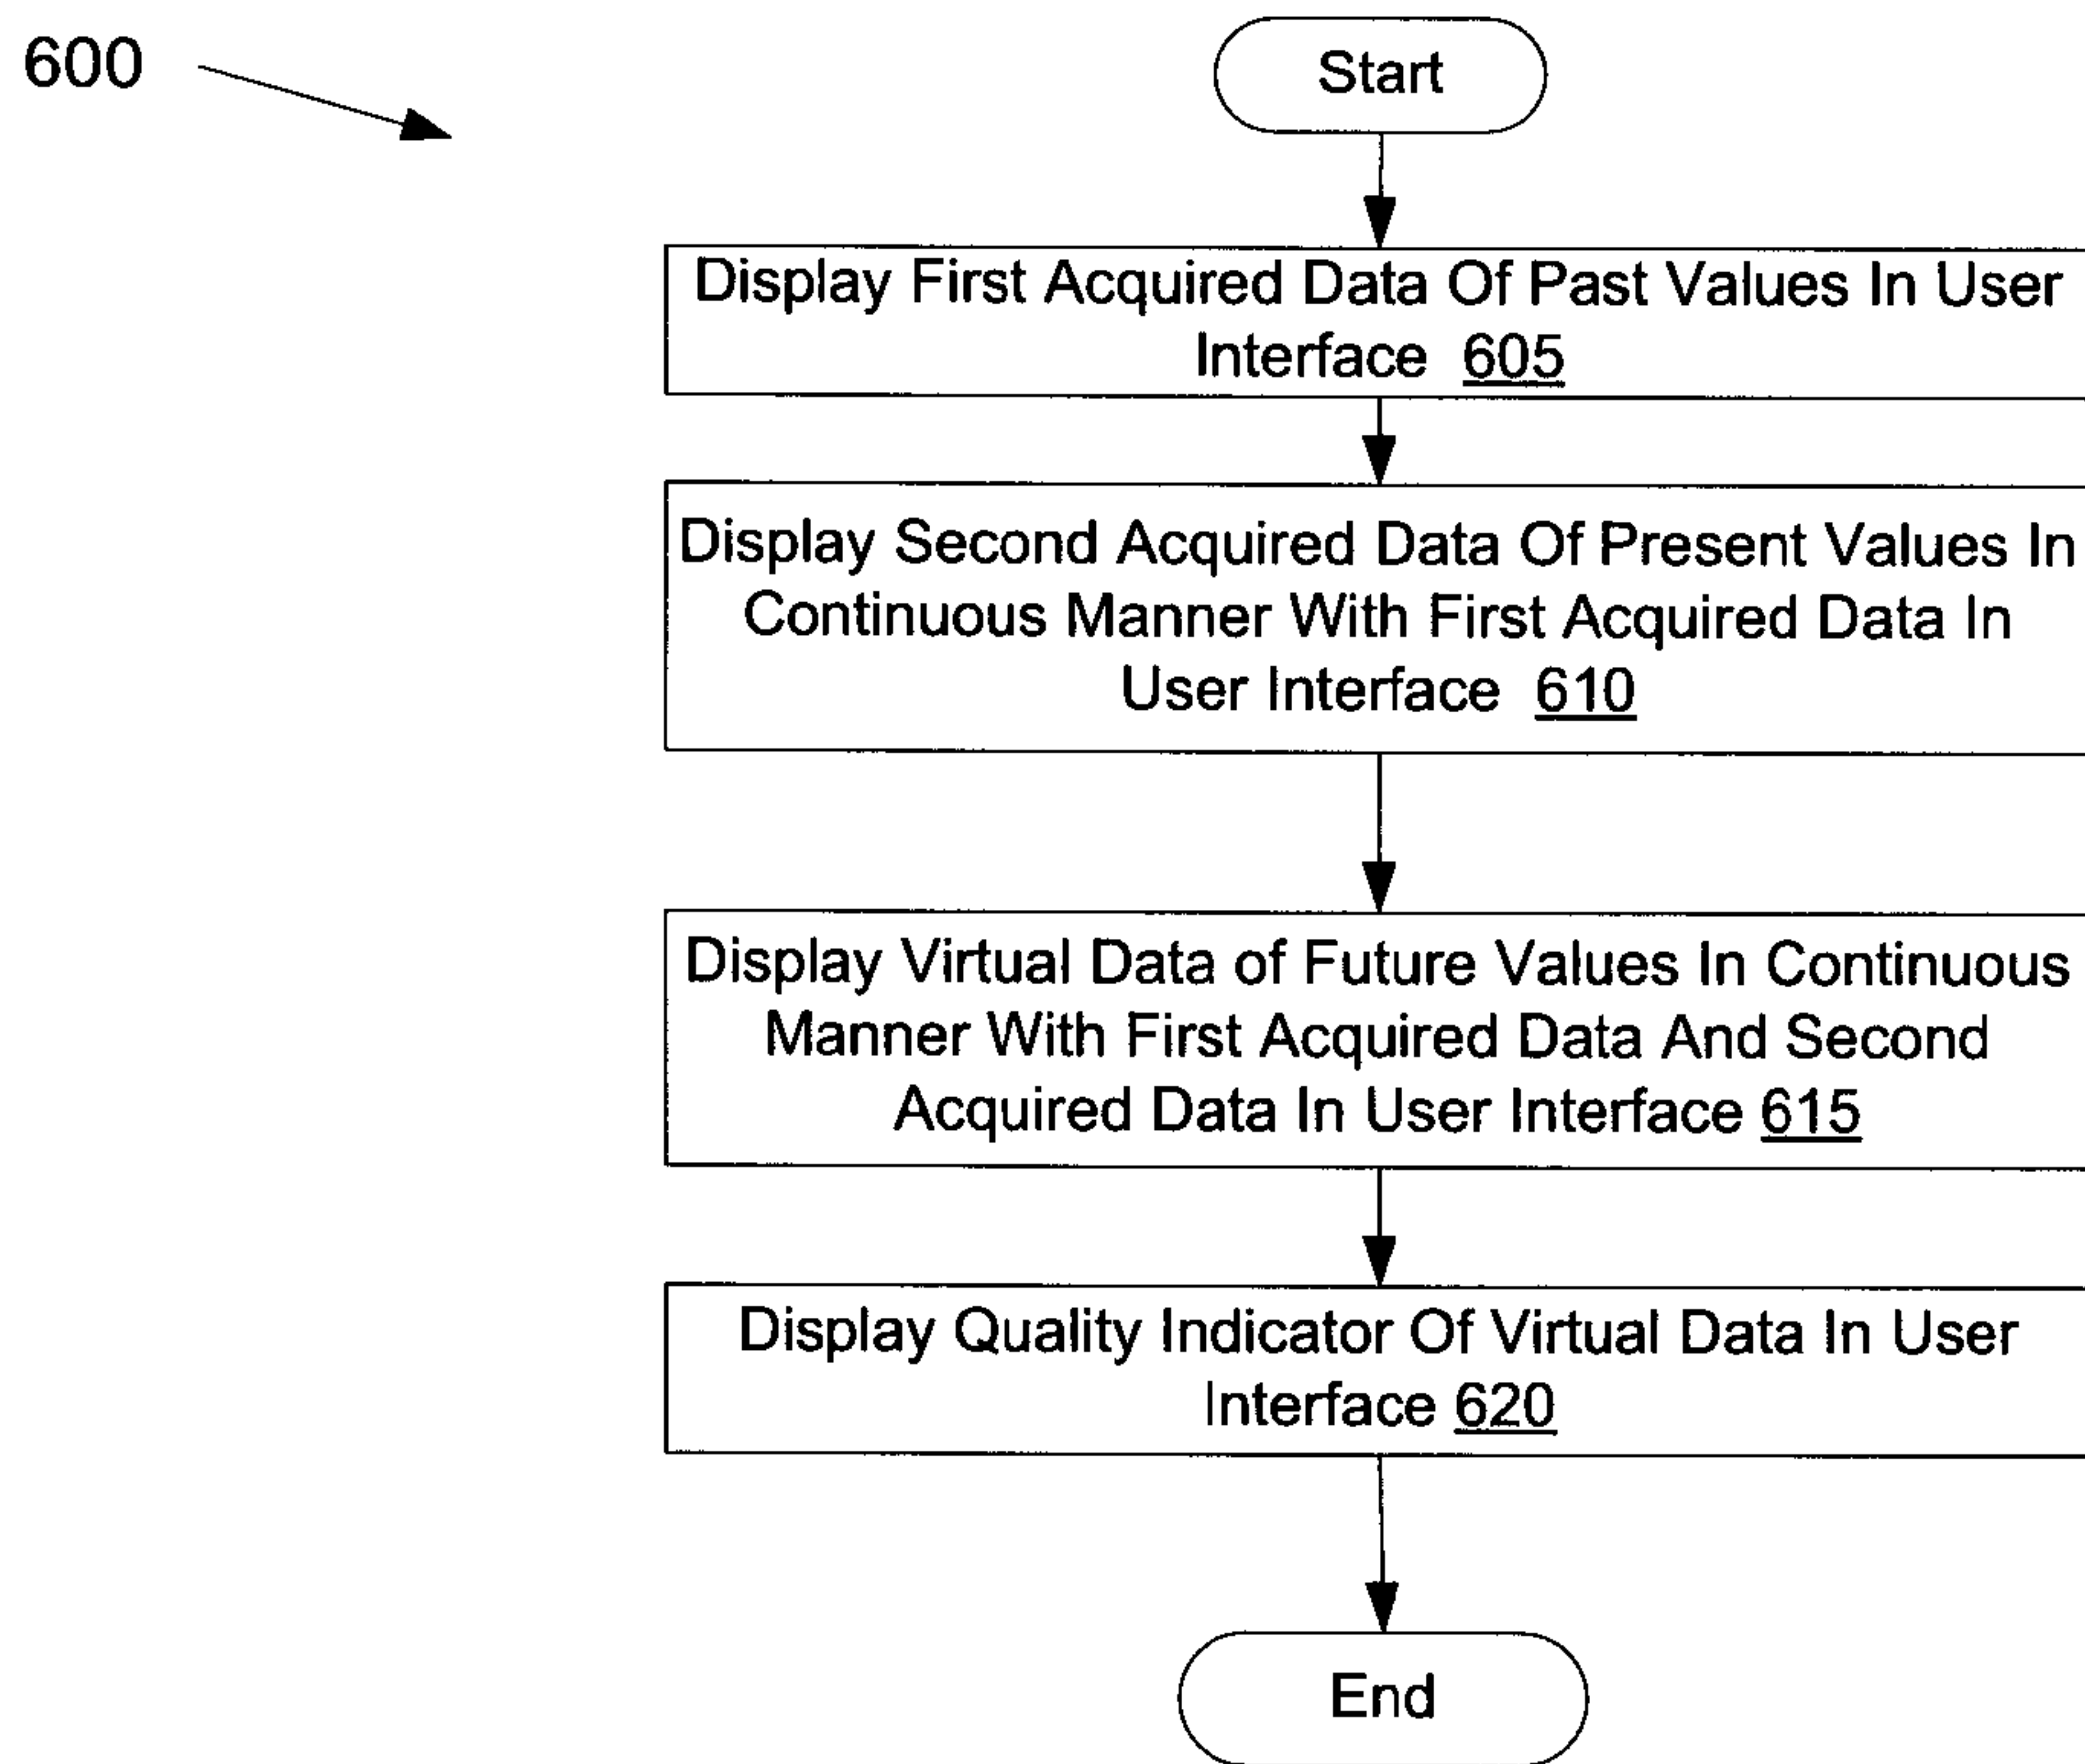 600
Start
Display First Acquired Data Of Past Values In User
Interface 605
Display Second Acquired Data Of Present Values In
Continuous Manner With First Acquired Data In
User Interface 610
Display Virtual Data of Future Values In Continuous
Manner With First Acquired Data And Second
Acquired Data In User Interface 615
Display Quality Indicator Of Virtual Data In User
Interface 620
End